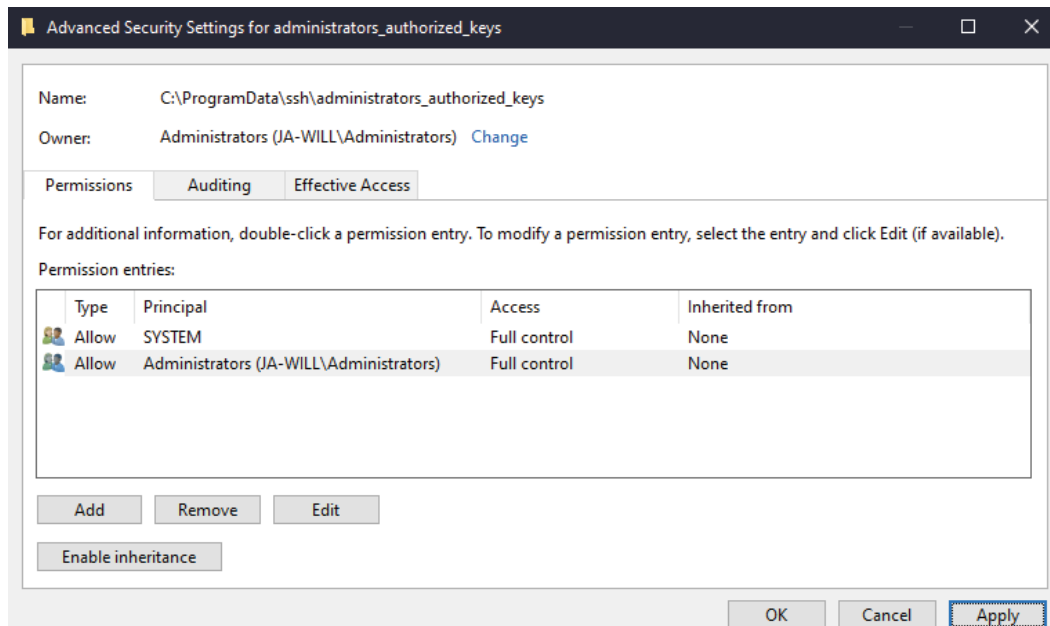 Advanced Security Settings for administrators_authorized_keys
Name: C:\ProgramData\ssh\administrators_authorized_keys
Owner: Administrators (JA-WILL\Administrators) Change
Permissions Auditing Effective Access
For additional information, double-click a permission entry. To modify a permission entry, select the entry and click Edit (if available).
Permission entries:
Type Principal Access Inherited from
Allow SYSTEM Full control None
Allow Administrators (JA-WILL\Administrators) Full control None
Add Remove Edit
Enable inheritance
OK Cancel Apply